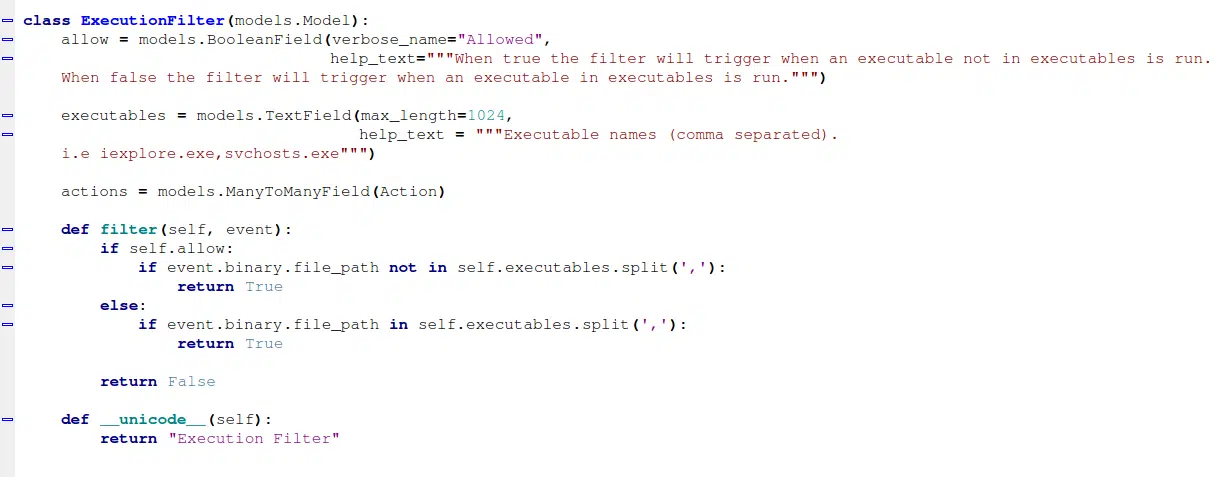 class ExecutionFilter(models.Model):
    allow = models.BooleanField(verbose_name="Allowed",
                                help_text="""When true the filter will trigger when an executable not in executables is run.
    When false the filter will trigger when an executable in executables is run.""")

    executables = models.TextField(max_length=1024,
                                   help_text = """Executable names (comma separated).
    i.e iexplore.exe,svchosts.exe""")

    actions = models.ManyToManyField(Action)

    def filter(self, event):
        if self.allow:
            if event.binary.file_path not in self.executables.split(','):
                return True
        else:
            if event.binary.file_path in self.executables.split(','):
                return True

        return False

    def __unicode__(self):
        return "Execution Filter"